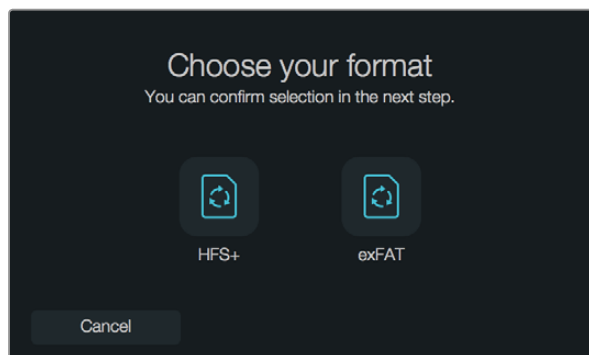 Choose your format
You can confirm selection in the next step.
HFS+
exFAT
Cancel